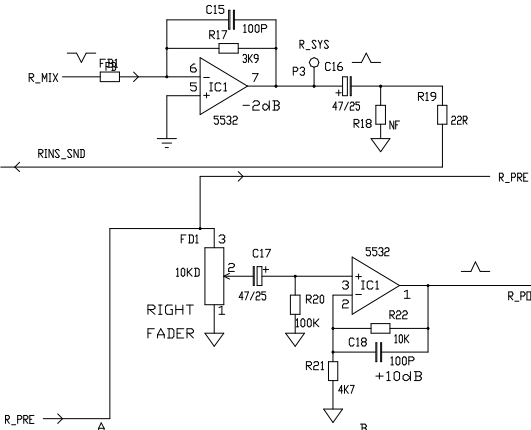 C15
100P
R17
3K9
R_SYS
P3
C16
47/25
R_MIX
6
5
7
IC1
5532
-2dB
R18
NF
R19
22R
RINS_SND
R_PRE
FD1
3
2
1
10KD
C17
47/25
RIGHT
FADER
R20
100K
5532
3
2
IC1
1
R22
10K
C18
100P
+10dB
R21
4K7
R_PRE
A
B